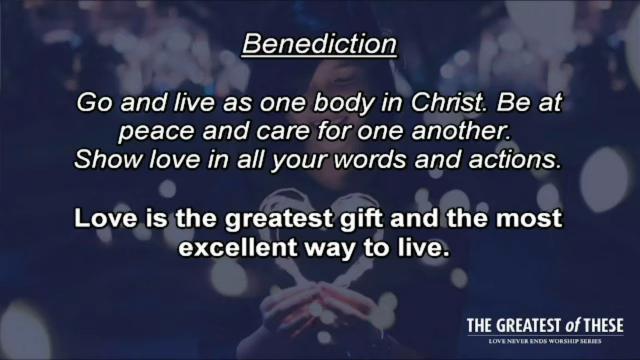 Benediction
Go and live as one body in Christ. Be at
peace and care for one another.
Show love in all your words and actions.
Love is the greatest gift and the most
excellent way to live.
THE GREATEST of THESE
LOVE NEVER ENDS WORSHIP SERIES